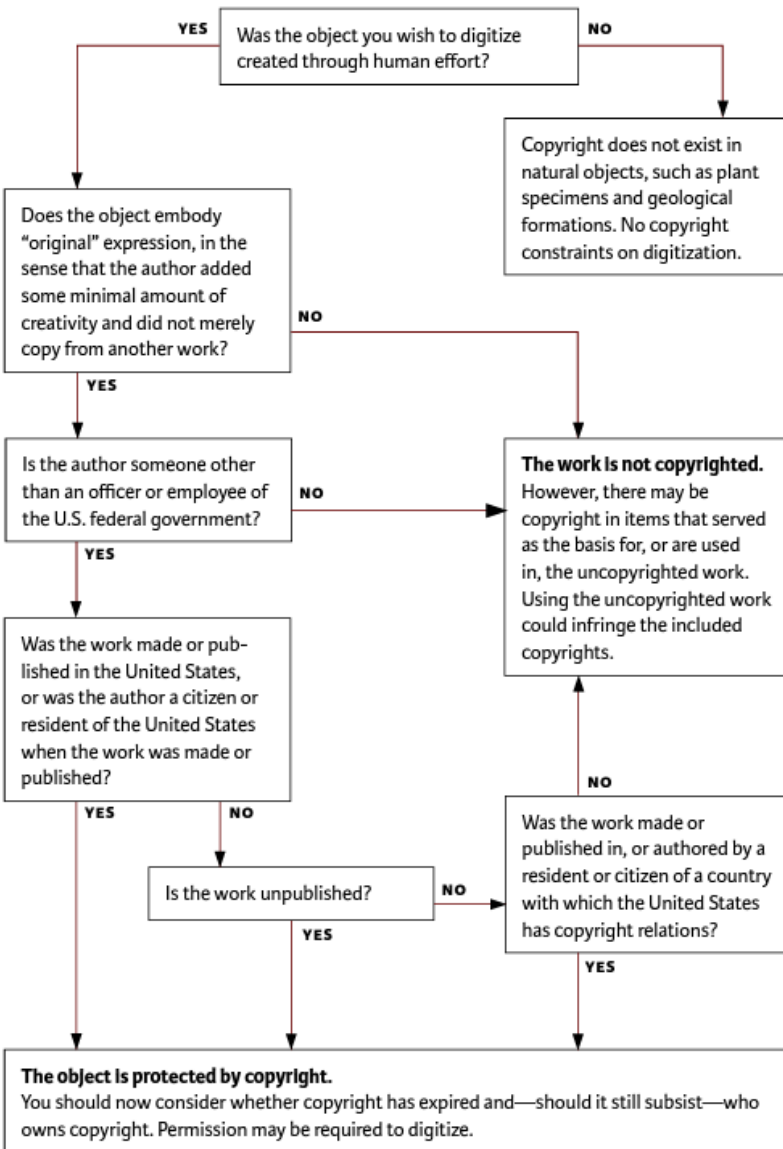 YES
Was the object you wish to digitize
created through human effort?
NO
Copyright does not exist in
natural objects, such as plant
specimens and geological
formations. No copyright
constraints on digitization.
Does the object embody
“original” expression, in the
sense that the author added
some minimal amount of
creativity and did not merely
copy from another work?
NO
YES
Is the author someone other
than an officer or employee of
the U.S. federal government?
NO
YES
The work is not copyrighted.
However, there may be
copyright in items that served
as the basis for, or are used
in, the uncopyrighted work.
Using the uncopyrighted work
could infringe the included
copyrights.
Was the work made or pub-
lished in the United States,
or was the author a citizen or
resident of the United States
when the work was made or
published?
YES
NO
Is the work unpublished?
NO
YES
NO
Was the work made or
published in, or authored by a
resident or citizen of a country
with which the United States
has copyright relations?
YES
The object is protected by copyright.
You should now consider whether copyright has expired and—should it still subsist—who
owns copyright. Permission may be required to digitize.